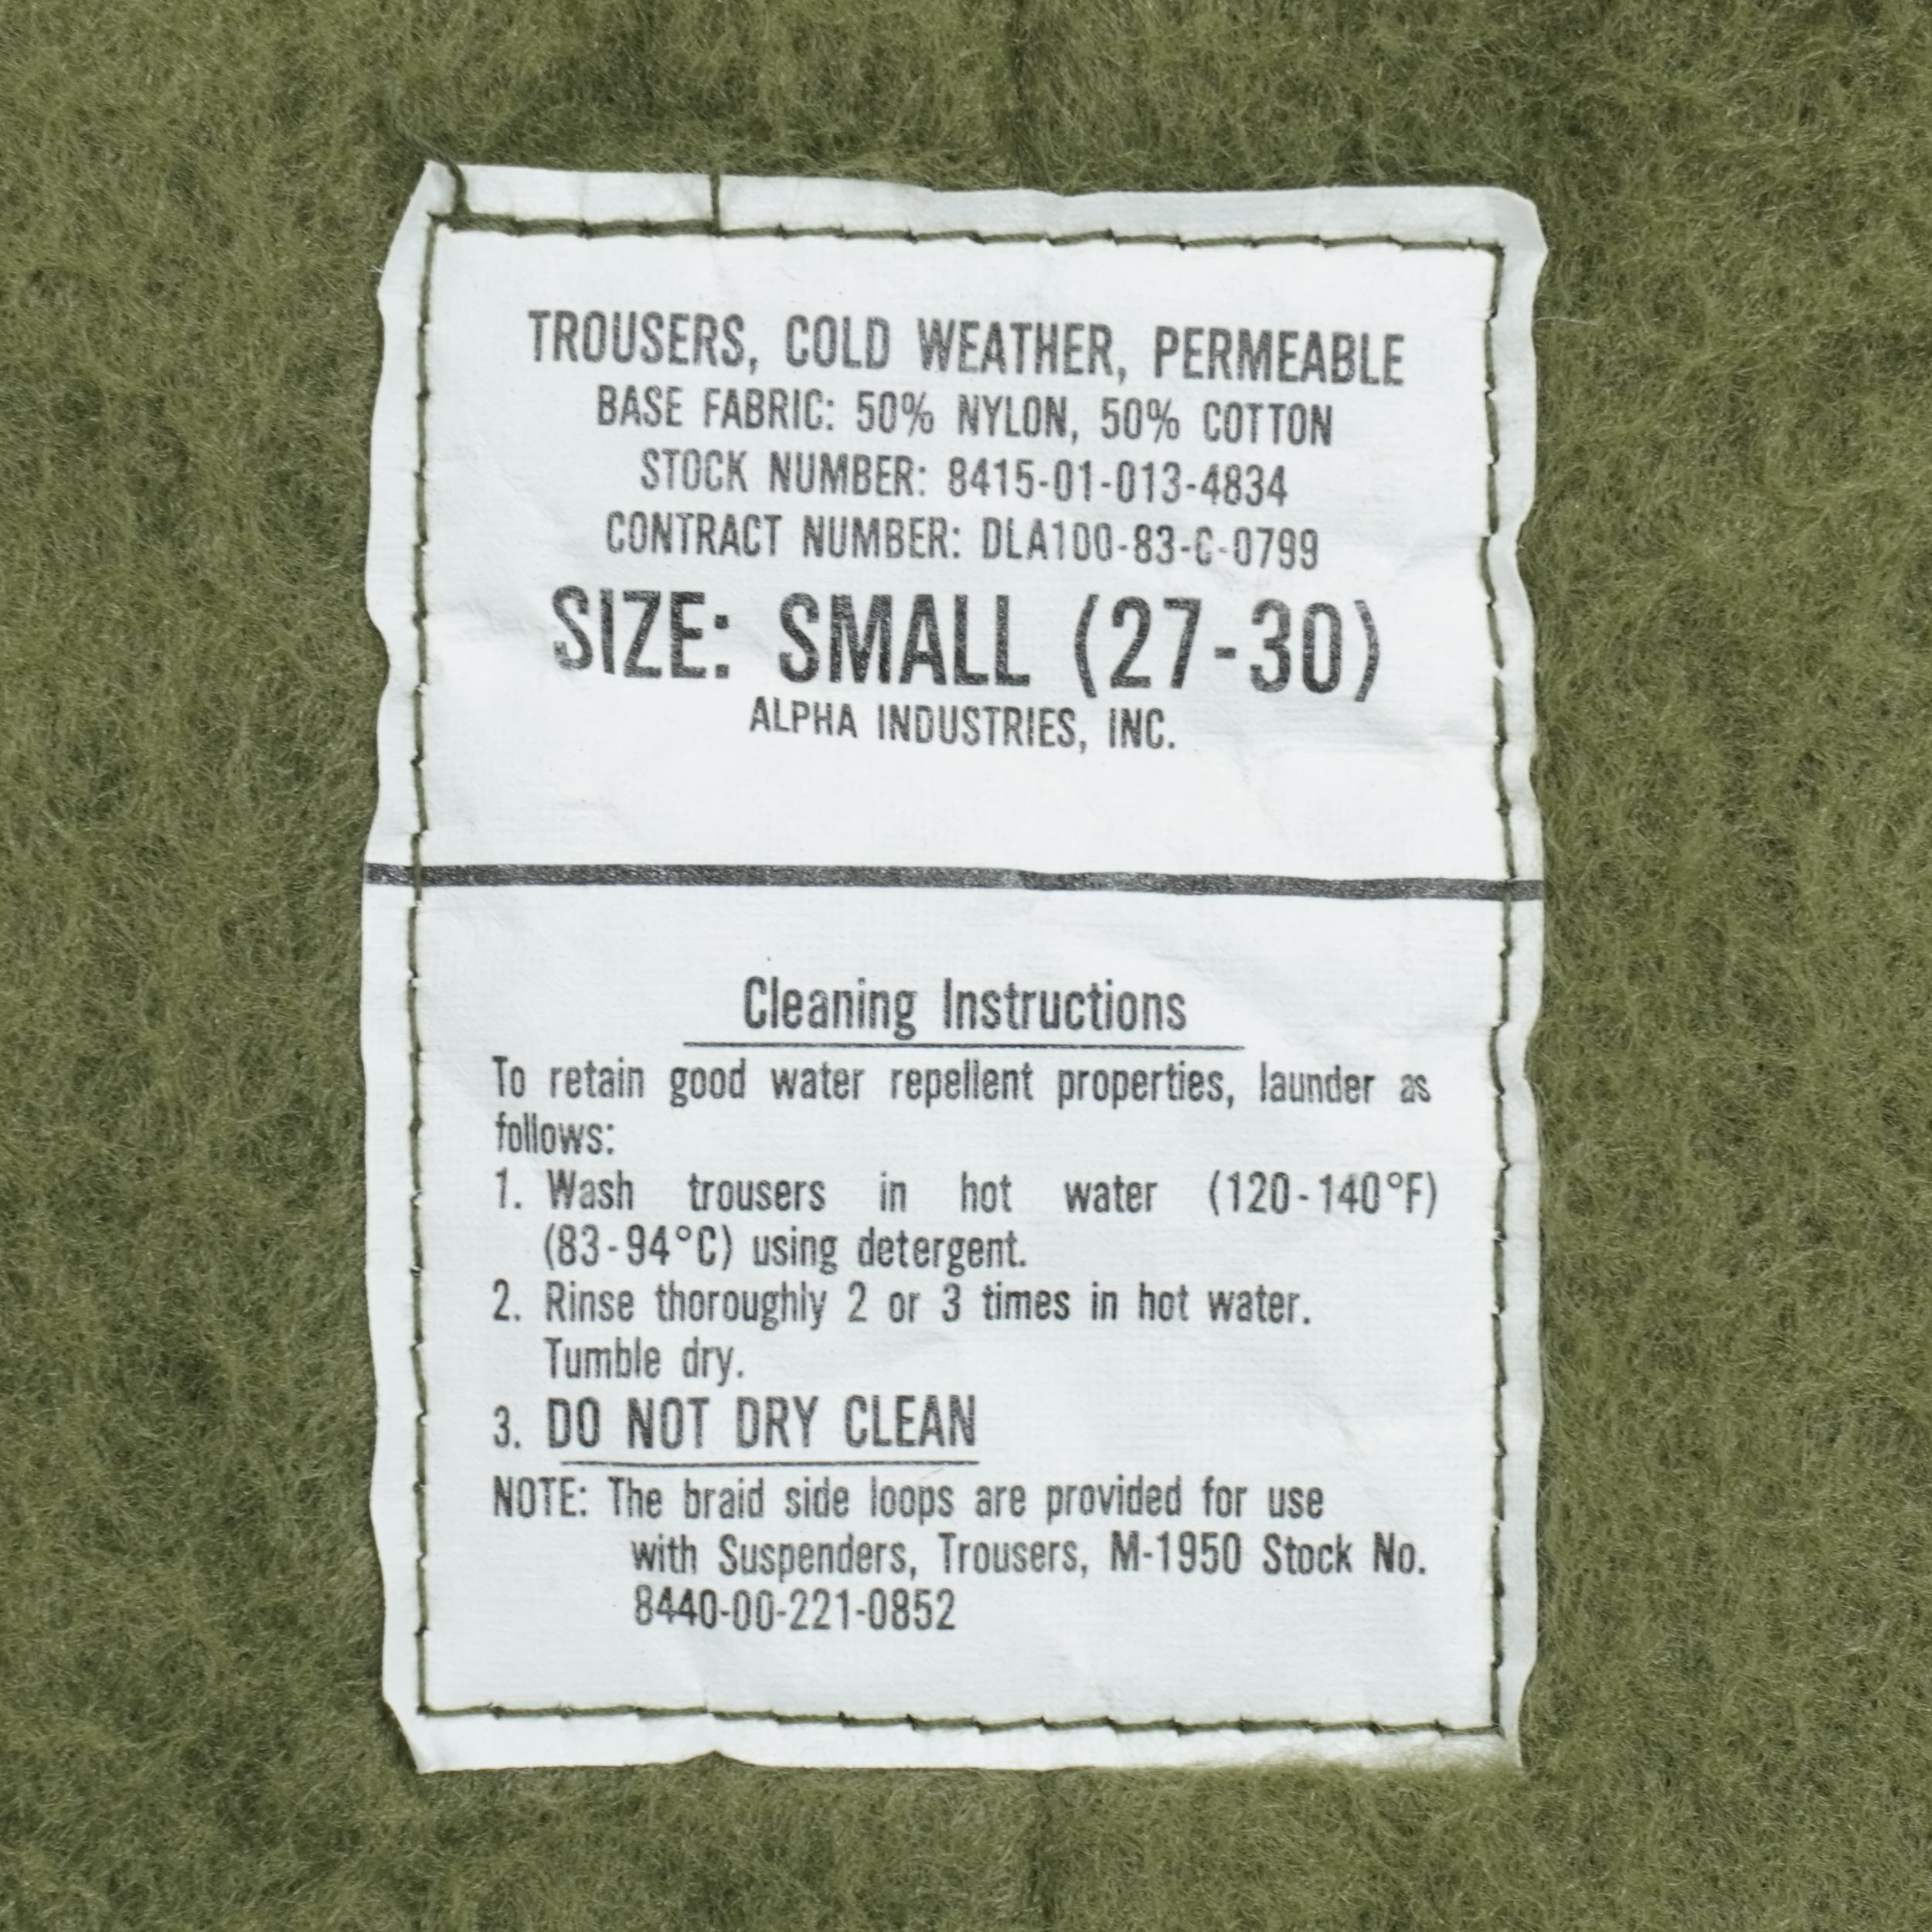 TROUSERS, COLD WEATHER, PERMEABLE
BASE FABRIC: 50% NYLON, 50% COTTON
STOCK NUMBER: 8415-01-013-4834
CONTRACT NUMBER: DLA100-83-C-0799
SIZE: SMALL (27-30)
ALPHA INDUSTRIES, INC.
Cleaning Instructions
To retain good water repellent properties, launder as
follows:
1. Wash trousers in hot water (120-140°F)
(83-94°C) using detergent.
2. Rinse thoroughly 2 or 3 times in hot water.
Tumble dry.
3. DO NOT DRY CLEAN
NOTE: The braid side loops are provided for use
with Suspenders, Trousers, M-1950 Stock No.
8440-00-221-0852